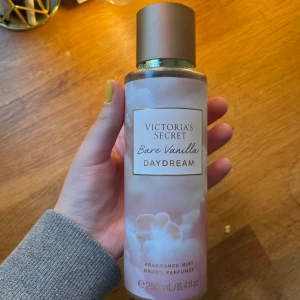 VICTORIA'S
SECRET
Bare Vanilla
DAYDREAM
FRAGRANCE MIST
BRUME PARFUMÉE
℮250 mL/8.4 fl oz